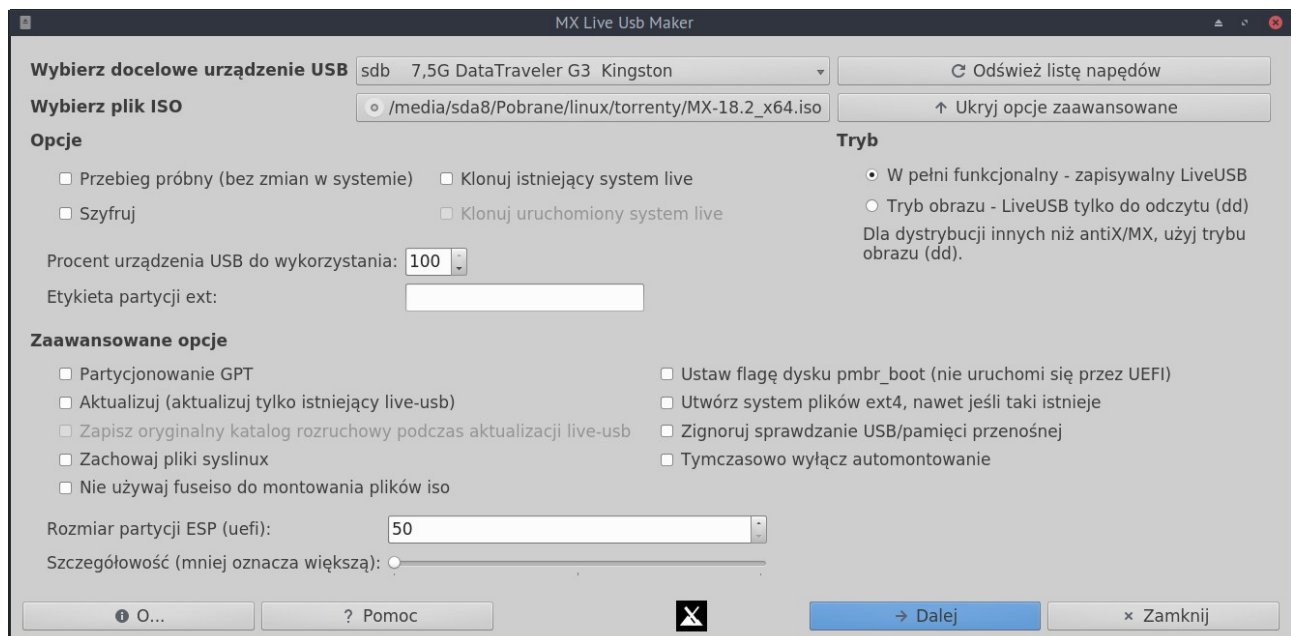 MX Live Usb Maker
Wybierz docelowe urządzenie USB sdb 7,5G DataTraveler G3 Kingston Odśwież listę napędów
Wybierz plik ISO /media/sda8/Pobrane/linux/torrenty/MX-18.2_x64.iso Ukryj opcje zaawansowane
Opcje Tryb
Przebieg próbny (bez zmian w systemie) Klonuj istniejący system live W pełni funkcjonalny - zapisywalny LiveUSB
Szyfruj Klonuj uruchomiony system live Tryb obrazu - LiveUSB tylko do odczytu (dd)
Dla dystrybucji innych niż antiX/MX, użyj trybu
obrazu (dd).
Procent urządzenia USB do wykorzystania: 100
Etykieta partycji ext:
Zaawansowane opcje
Partycjonowanie GPT Ustaw flagę dysku pmbr_boot (nie uruchomi się przez UEFI)
Aktualizuj (aktualizuj tylko istniejący live-usb) Utwórz system plików ext4, nawet jeśli taki istnieje
Zapisz oryginalny katalog rozruchowy podczas aktualizacji live-usb Zignoruj sprawdzanie USB/pamięci przenośnej
Zachowaj pliki syslinux Tymczasowo wyłącz automontowanie
Nie używaj fuseiso do montowania plików iso
Rozmiar partycji ESP (uefi): 50
Szczegółowość (mniej oznacza większą):
O... ? Pomoc Dalej Zamknij